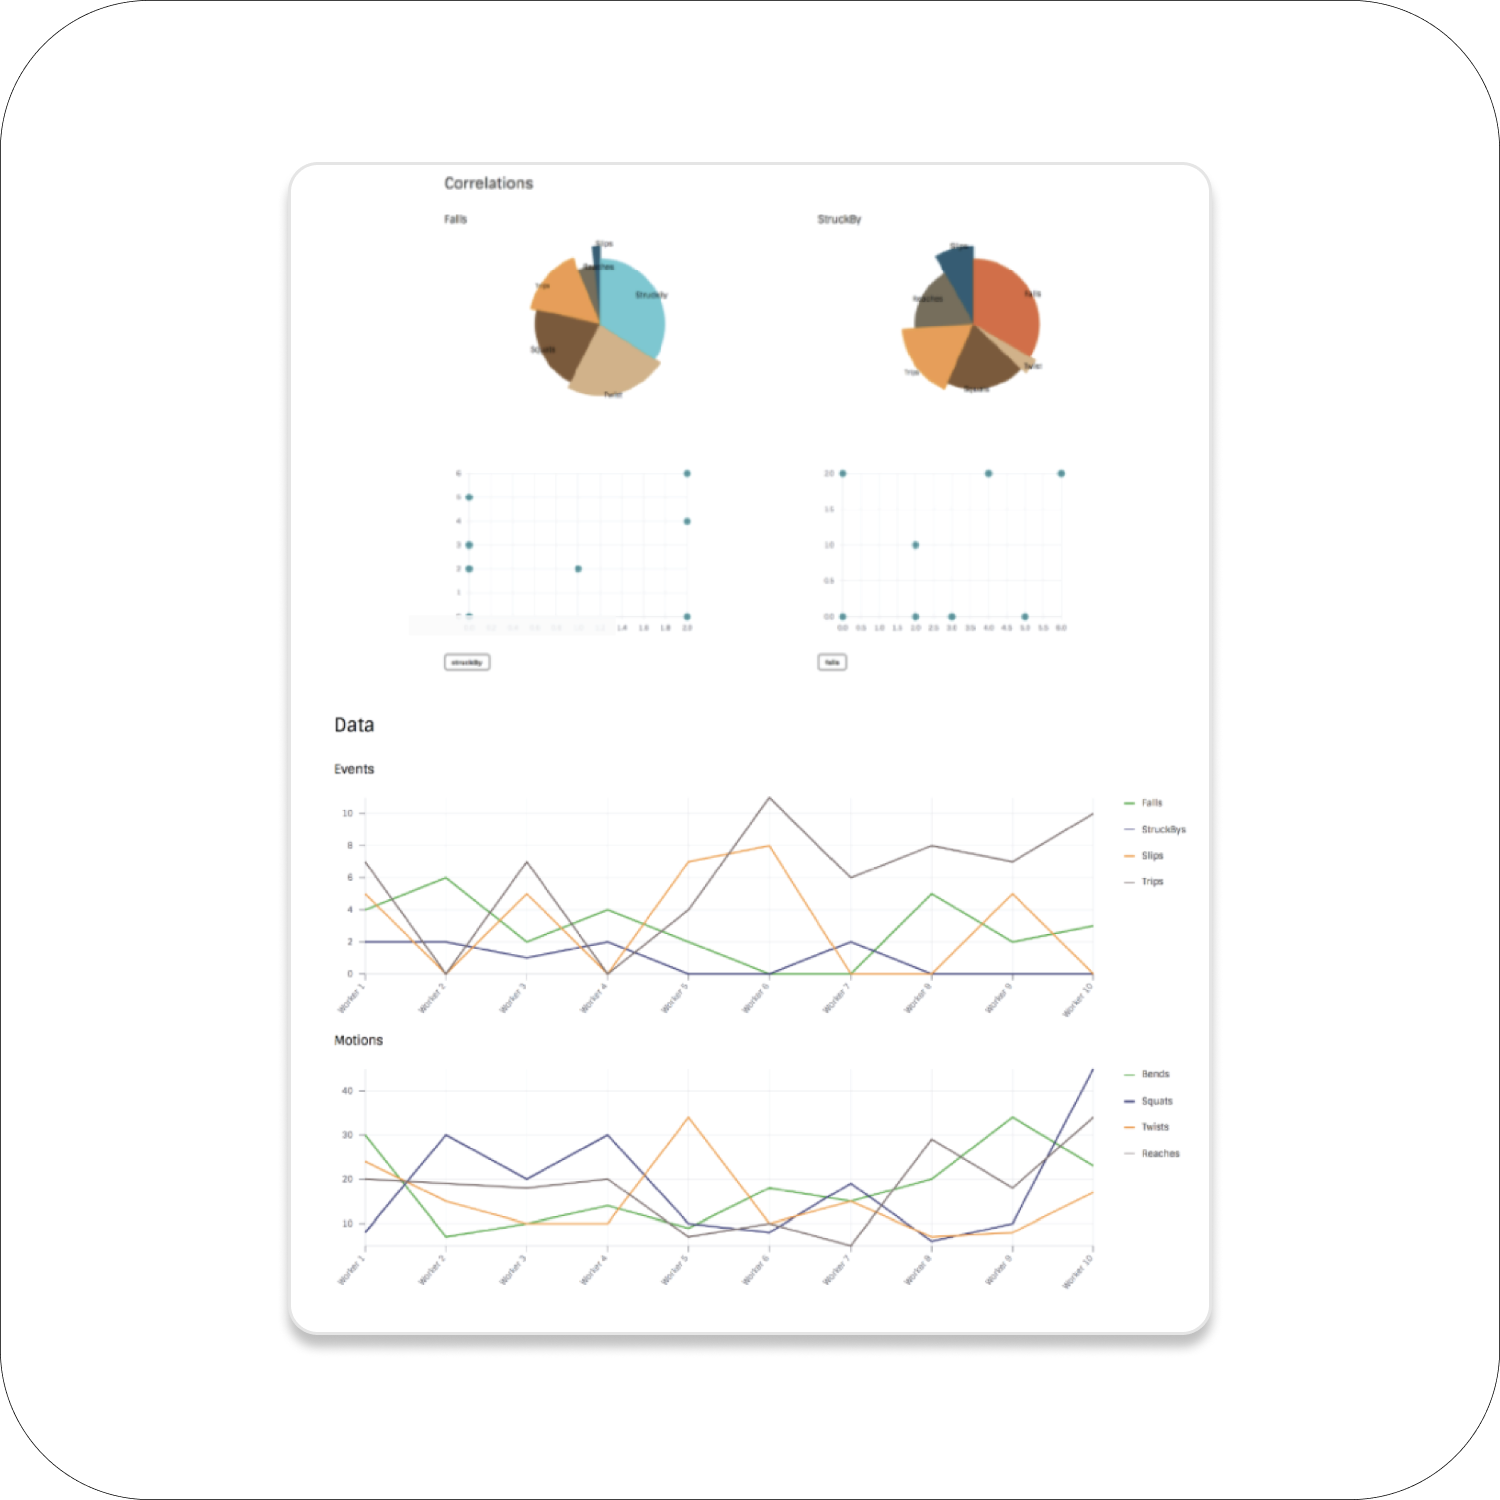 Correlations
Falls
StruckBy
Slips
Reaches
StruckBy
Trips
Squats
Twist
Slips
Falls
Reaches
Twist
Trips
Squats
6
5
4
3
2
1
1.4 1.6 1.8 2.0
struckBy
2.0
1.5
1.0
0.5
0.0
0.0 0.5 1.0 1.5 2.0 2.5 3.0 3.5 4.0 4.5 5.0 5.5 6.0
falls
Data
Events
10
8
6
4
2
0
Worker 1 Worker 2 Worker 3 Worker 4 Worker 5 Worker 6 Worker 7 Worker 8 Worker 9 Worker 10
Falls
StruckBys
Slips
Trips
Motions
40
30
20
10
Worker 1 Worker 2 Worker 3 Worker 4 Worker 5 Worker 6 Worker 7 Worker 8 Worker 9 Worker 10
Bends
Squats
Twists
Reaches